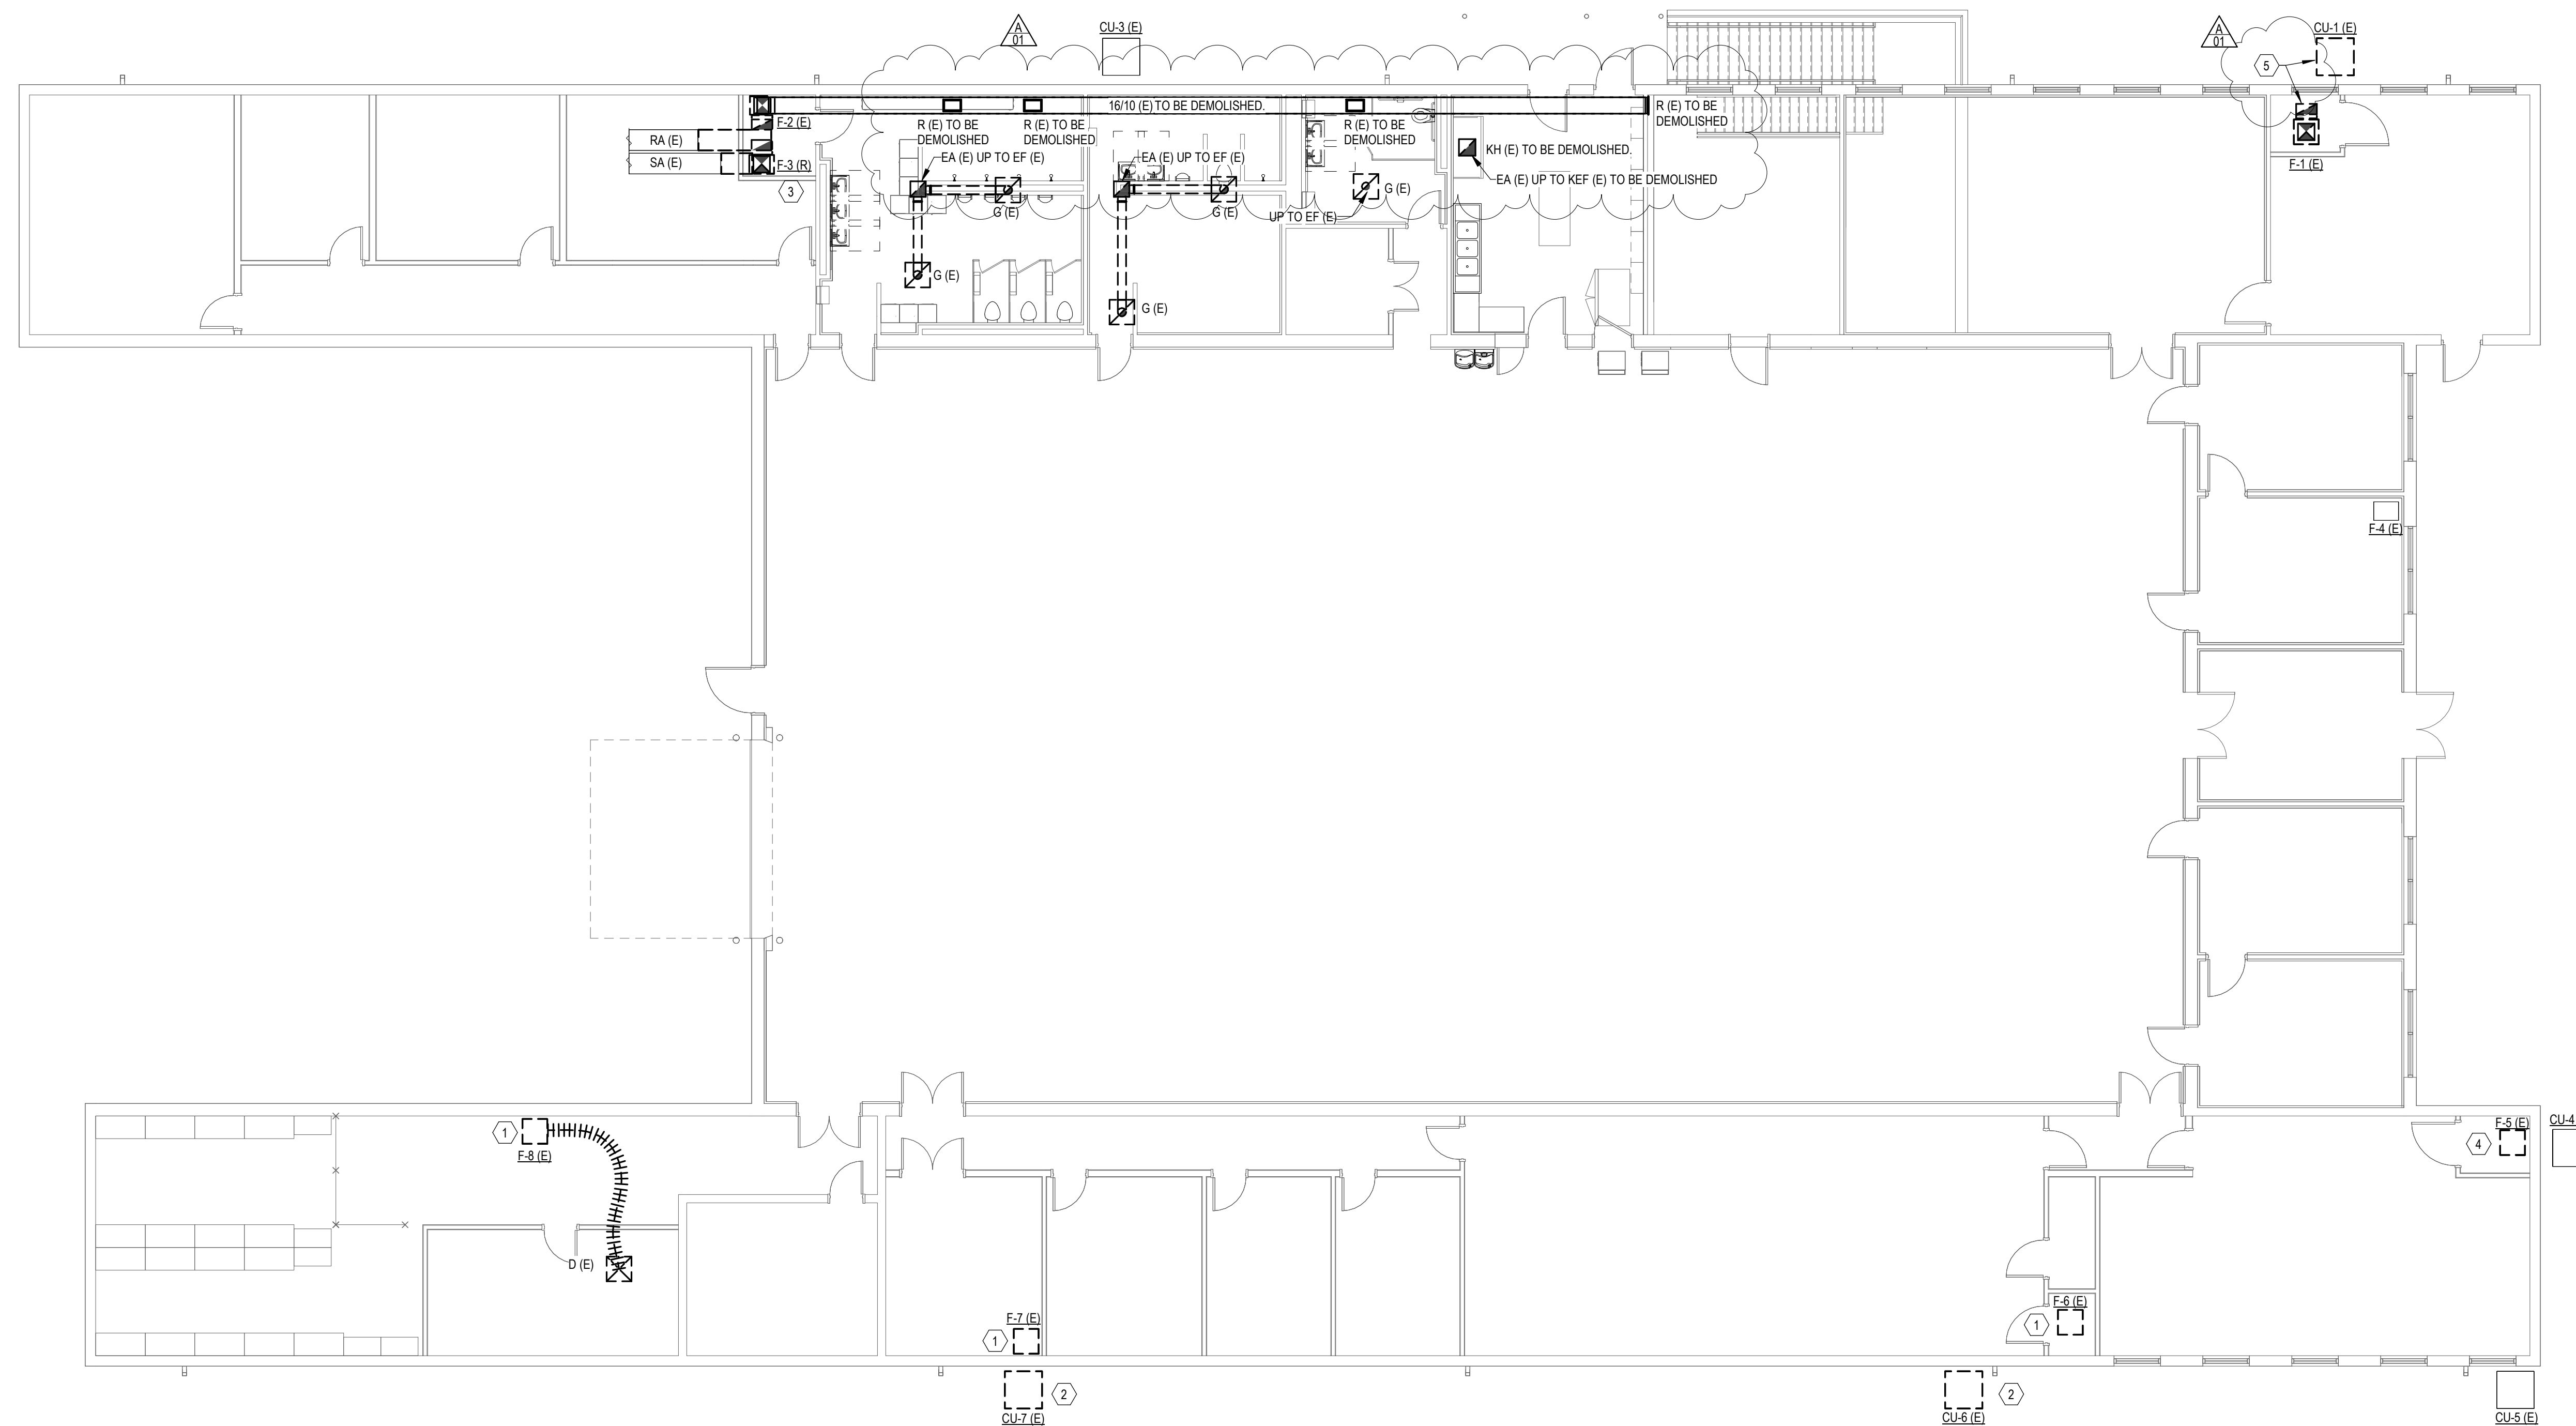 A
01
CU-3 (E)
A
01
CU-1 (E)
5
16/10 (E) TO BE DEMOLISHED.
F-2 (E)
R (E) TO BE
DEMOLISHED
R (E) TO BE
DEMOLISHED
R (E) TO BE
DEMOLISHED
R (E) TO BE
DEMOLISHED
RA (E)
SA (E)
F-3 (R)
3
EA (E) UP TO EF (E)
EA (E) UP TO EF (E)
KH (E) TO BE DEMOLISHED.
EA (E) UP TO KEF (E) TO BE DEMOLISHED
F-1 (E)
G (E)
G (E)
G (E)
UP TO EF (E)
G (E)
G (E)
F-4 (E)
1
F-8 (E)
F-5 (E)
4
CU-4
D (E)
F-7 (E)
1
F-6 (E)
1
CU-7 (E)
2
CU-6 (E)
2
CU-5 (E)